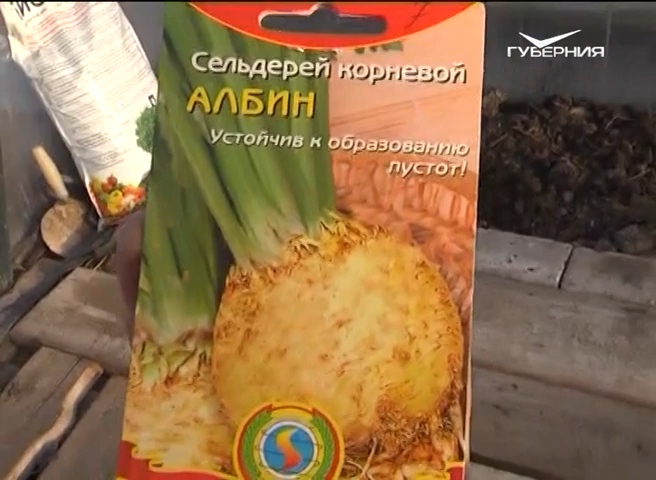 ГУБЕРНИЯ
Сельдерей корневой
АЛБИН
Устойчив к образованию
пустот!